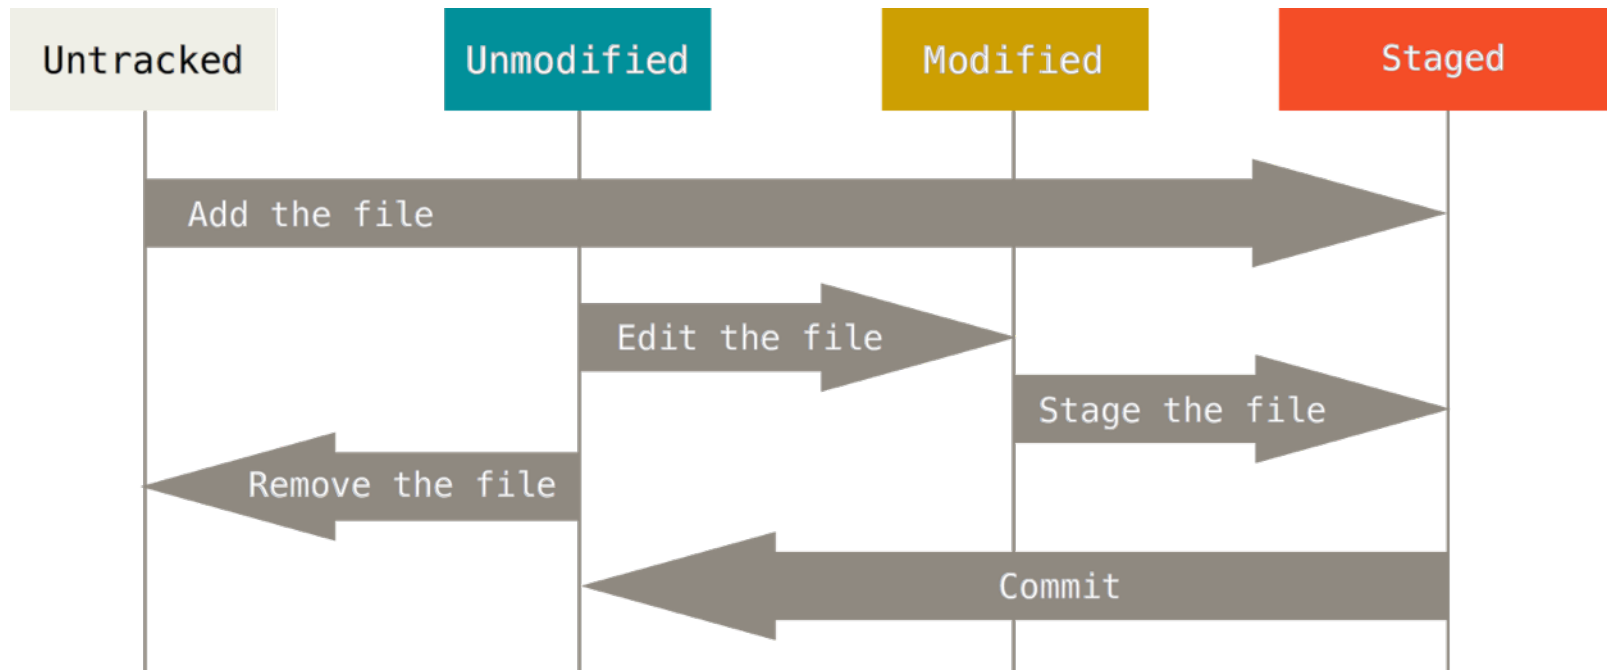 Untracked
Unmodified
Modified
Staged
Add the file
Edit the file
Stage the file
Remove the file
Commit